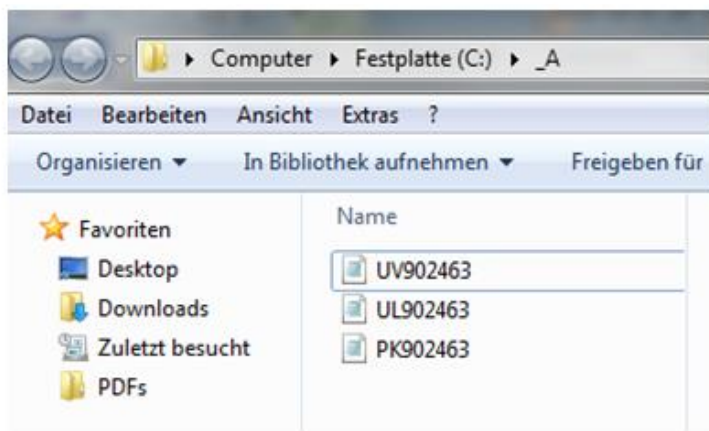 Computer Festplatte (C:) _A
Datei Bearbeiten Ansicht Extras ?
Organisieren In Bibliothek aufnehmen Freigeben für
Favoriten
Desktop
Downloads
Zuletzt besucht
PDFs
Name
UV902463
UL902463
PK902463